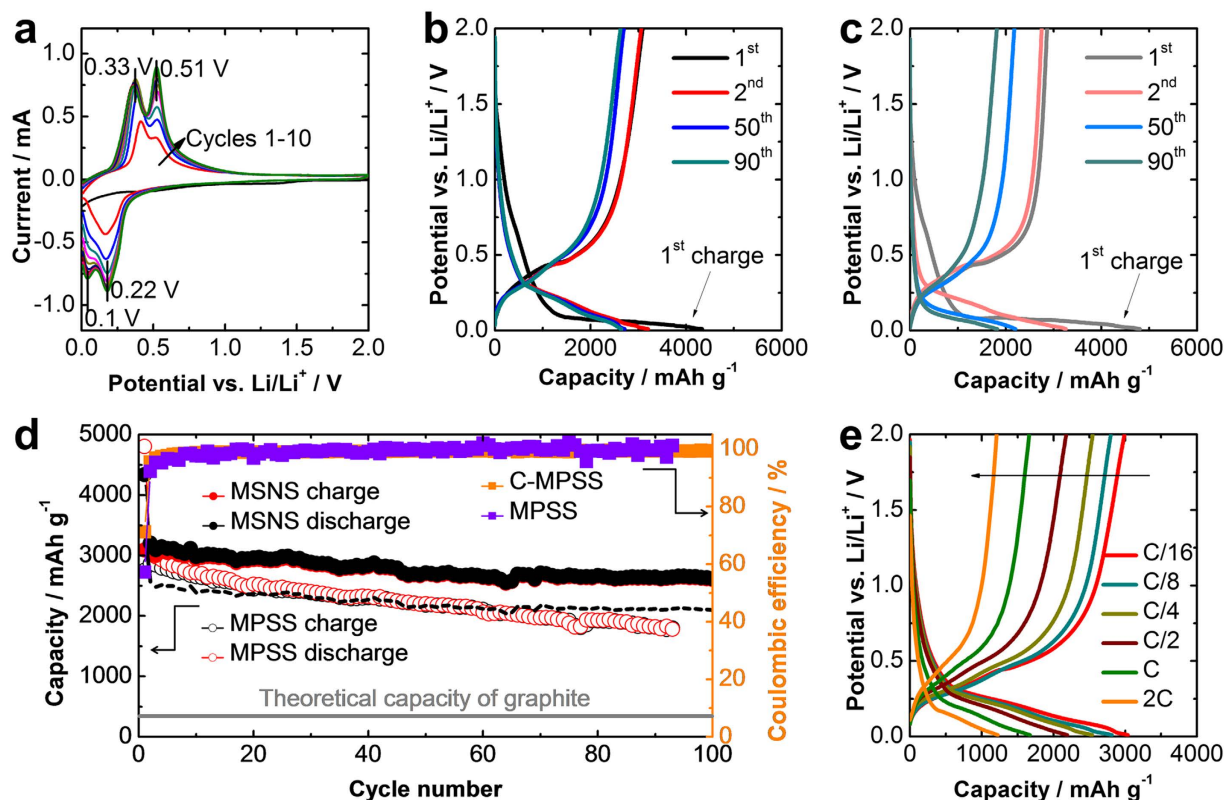 a
1.0
0.5
0.0
-0.5
-1.0
0.33 V
0.51 V
Cycles 1-10
0.22 V
0.1 V
0.0 0.5 1.0 1.5 2.0
Currrent / mA
Potential vs. Li/Li⁺ / V
b
2.0
1.5
1.0
0.5
0.0
1ˢᵗ
2ⁿᵈ
50ᵗʰ
90ᵗʰ
1ˢᵗ charge
0 2000 4000 6000
Potential vs. Li/Li⁺ / V
Capacity / mAh g⁻¹
c
2.0
1.5
1.0
0.5
0.0
1ˢᵗ
2ⁿᵈ
50ᵗʰ
90ᵗʰ
1ˢᵗ charge
0 2000 4000 6000
Potential vs. Li/Li⁺ / V
Capacity / mAh g⁻¹
d
5000
4000
3000
2000
1000
0
MSNS charge
MSNS discharge
C-MPSS
MPSS
MPSS charge
MPSS discharge
Theoretical capacity of graphite
100
80
60
40
20
0
0 20 40 60 80 100
Capacity / mAh g⁻¹
Coulombic efficiency / %
Cycle number
e
2.0
1.5
1.0
0.5
0.0
C/16
C/8
C/4
C/2
C
2C
0 1000 2000 3000 4000
Potential vs. Li/Li⁺ / V
Capacity / mAh g⁻¹